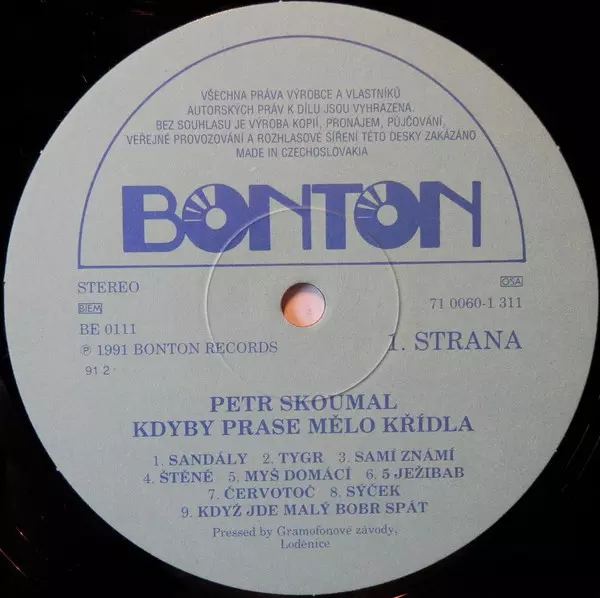 VŠECHNA PRÁVA VÝROBCE A VLASTNÍKŮ
AUTORSKÝCH PRÁV K DÍLU JSOU VYHRAZENA.
BEZ SOUHLASU JE VÝROBA KOPIÍ, PRONÁJEM, PŮJČOVÁNÍ,
VEŘEJNÉ PROVOZOVÁNÍ A ROZHLASOVÉ ŠÍŘENÍ TÉTO DESKY ZAKÁZÁNO
MADE IN CZECHOSLOVAKIA
BONTON
STEREO
OSA
BIEM
71 0060-1 311
BE 0111
℗ 1991 BONTON RECORDS
1. STRANA
91 2
PETR SKOUMAL
KDYBY PRASE MĚLO KŘÍDLA
1. SANDÁLY 2. TYGR 3. SAMÍ ZNÁMÍ
4. ŠTĚNĚ 5. MYŠ DOMÁCÍ 6. 5 JEŽIBAB
7. ČERVOTOČ 8. SÝČEK
9. KDYŽ JDE MALÝ BOBR SPÁT
Pressed by Gramofonové závody,
Loděnice